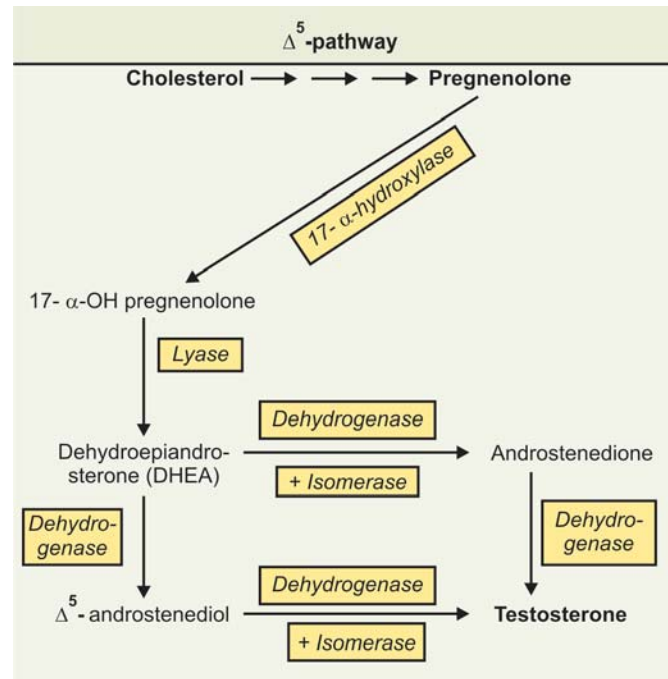 Δ⁵-pathway
Cholesterol
Pregnenolone
17- α-hydroxylase
17- α-OH pregnenolone
Lyase
Dehydrogenase
Dehydroepiandro-
sterone (DHEA)
Androstenedione
+ Isomerase
Dehydro-
genase
Dehydro-
genase
Dehydrogenase
Δ⁵- androstenediol
Testosterone
+ Isomerase